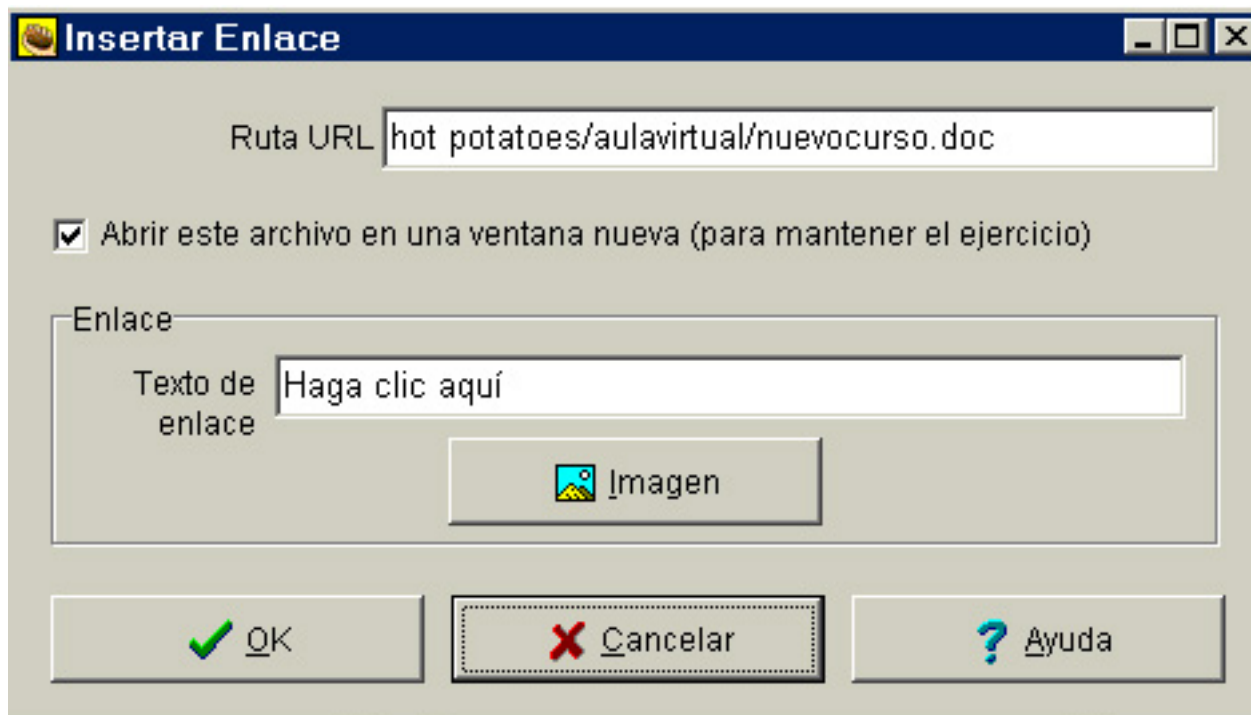 Insertar Enlace
Ruta URL hot potatoes/aulavirtual/nuevocurso.doc
Abrir este archivo en una ventana nueva (para mantener el ejercicio)
Enlace
Texto de enlace Haga clic aquí
Imagen
OK Cancelar Ayuda